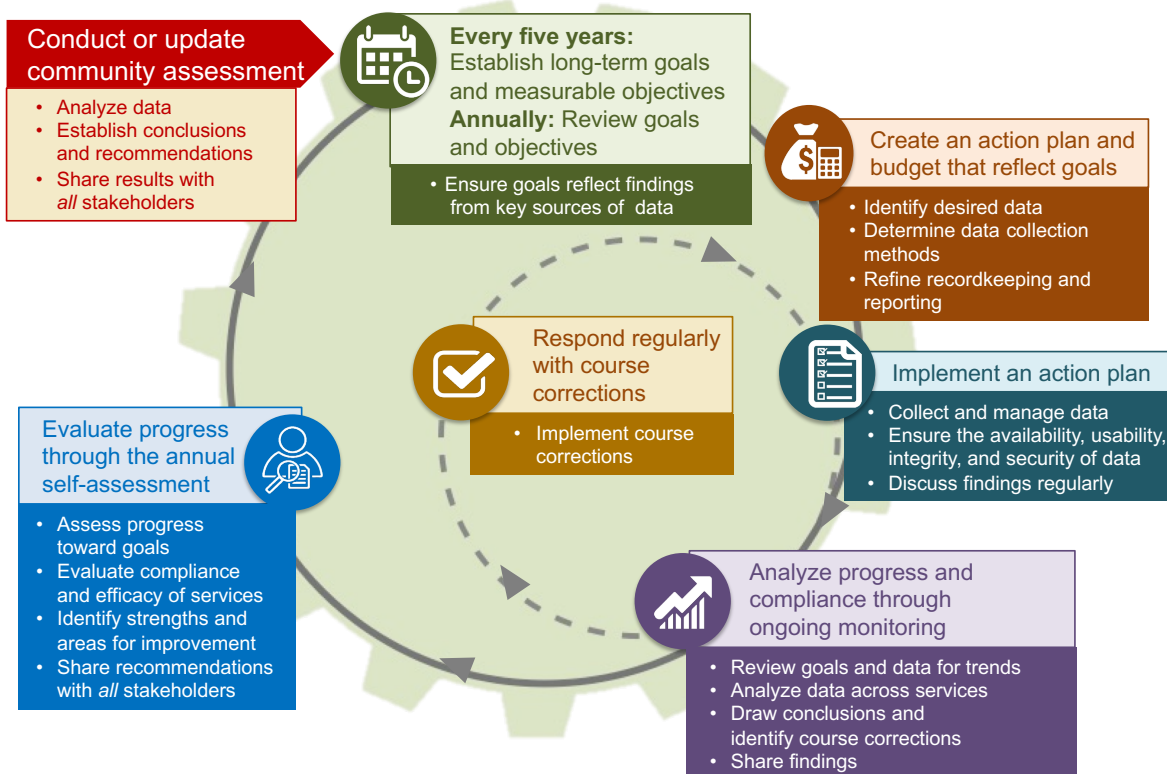 Conduct or update
community assessment
• Analyze data
• Establish conclusions
and recommendations
• Share results with
all stakeholders
Every five years:
Establish long-term goals
and measurable objectives
Annually: Review goals
and objectives
• Ensure goals reflect findings
from key sources of data
$
Create an action plan and
budget that reflect goals
• Identify desired data
• Determine data collection
methods
• Refine recordkeeping and
reporting
Implement an action plan
• Collect and manage data
• Ensure the availability, usability,
integrity, and security of data
• Discuss findings regularly
Respond regularly
with course
corrections
• Implement course
corrections
Analyze progress and
compliance through
ongoing monitoring
• Review goals and data for trends
• Analyze data across services
• Draw conclusions and
identify course corrections
• Share findings
Evaluate progress
through the annual
self-assessment
• Assess progress
toward goals
• Evaluate compliance
and efficacy of services
• Identify strengths and
areas for improvement
• Share recommendations
with all stakeholders